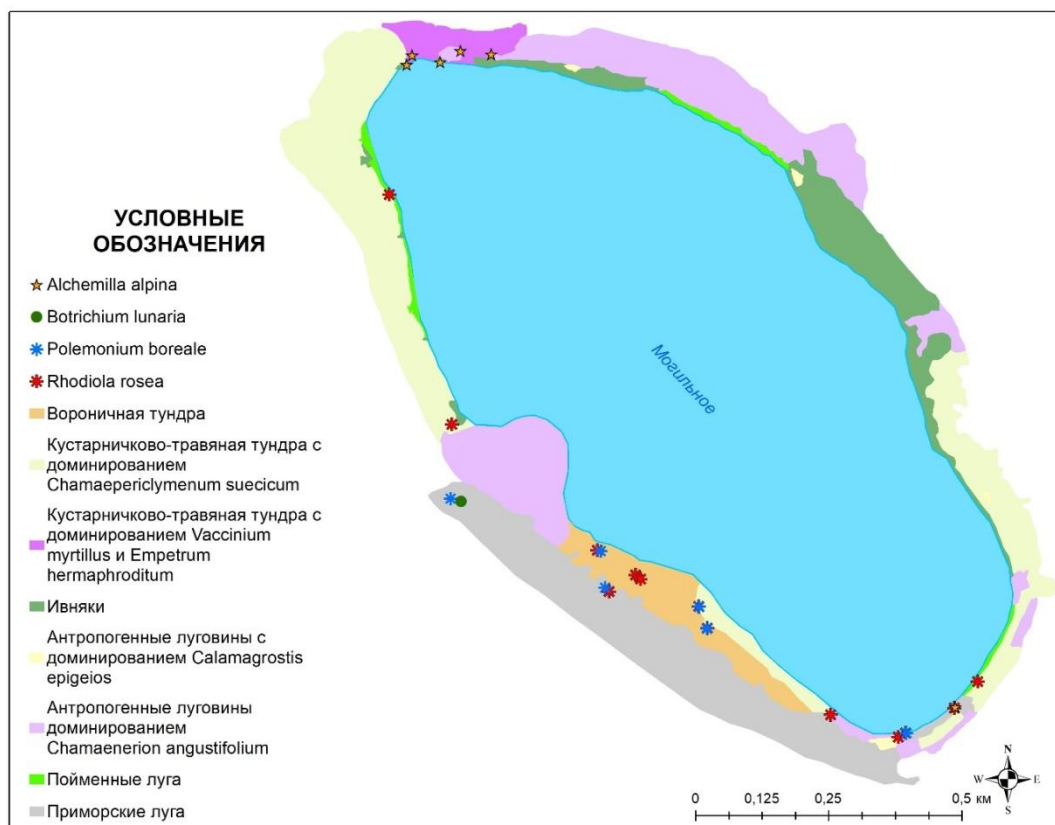 УСЛОВНЫЕ
ОБОЗНАЧЕНИЯ
Alchemilla alpina
Botrichium lunaria
Polemonium boreale
Rhodiola rosea
Вороничная тундра
Кустарничково-травяная тундра с
доминированием
Chamaepericlymenum suecicum
Кустарничково-травяная тундра с
доминированием Vaccinium
myrtillus и Empetrum
hermaphroditum
Ивняки
Антропогенные луговины с
доминированием Calamagrostis
epigeios
Антропогенные луговины
доминированием
Chamaenerion angustifolium
Пойменные луга
Приморские луга
Могильное
N
W E
S
0 0,125 0,25 0,5 км